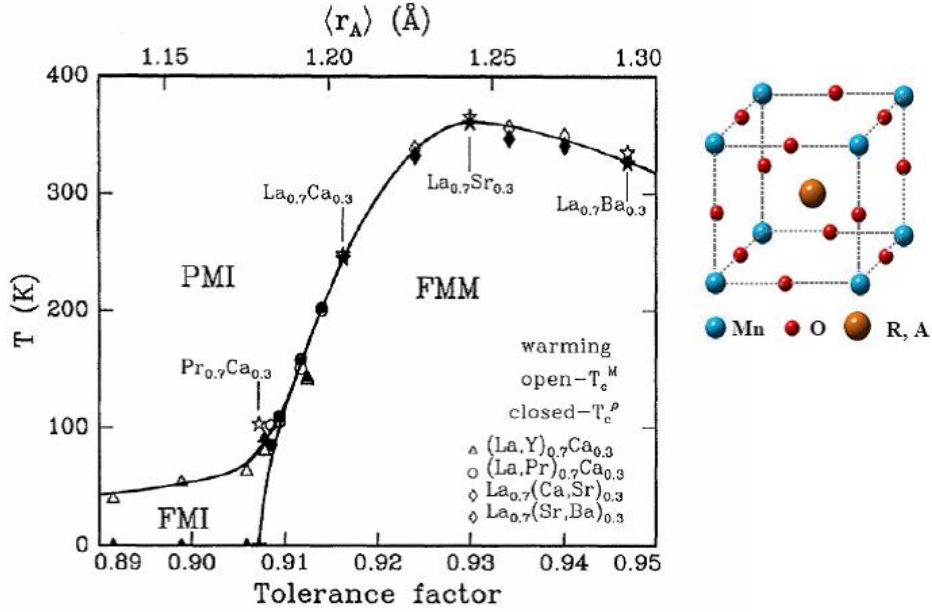 ⟨r_A⟩ (Å)
1.15 1.20 1.25 1.30
400
300
200
100
0
T (K)
La₀.₇Ca₀.₃
La₀.₇Sr₀.₃
La₀.₇Ba₀.₃
PMI
FMM
Pr₀.₇Ca₀.₃
FMI
warming
open-T_c^M
closed-T_c^ρ
(La,Y)₀.₇Ca₀.₃
(La,Pr)₀.₇Ca₀.₃
La₀.₇(Ca,Sr)₀.₃
La₀.₇(Sr,Ba)₀.₃
0.89 0.90 0.91 0.92 0.93 0.94 0.95
Tolerance factor
Mn O R, A